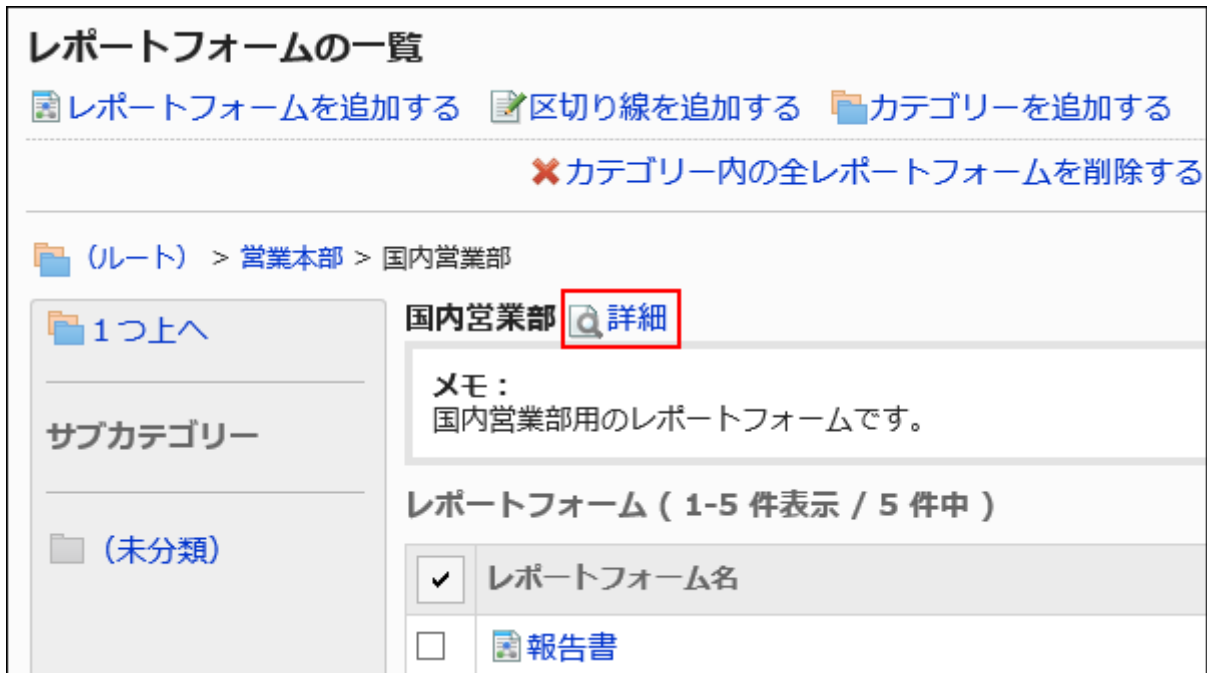 レポートフォームの一覧
レポートフォームを追加する 区切り線を追加する カテゴリーを追加する
カテゴリー内の全レポートフォームを削除する
（ルート） > 営業本部 > 国内営業部
1つ上へ
サブカテゴリー
（未分類）
国内営業部 詳細
メモ：
国内営業部用のレポートフォームです。
レポートフォーム ( 1-5 件表示 / 5 件中 )
レポートフォーム名
報告書